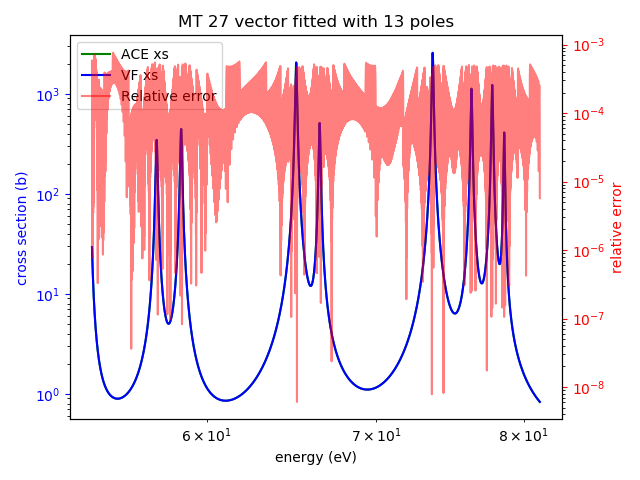 MT 27 vector fitted with 13 poles
ACE xs
VF xs
Relative error
10³
10²
10¹
10⁰
cross section (b)
10⁻³
10⁻⁴
10⁻⁵
10⁻⁶
10⁻⁷
10⁻⁸
relative error
6 × 10¹
7 × 10¹
8 × 10¹
energy (eV)